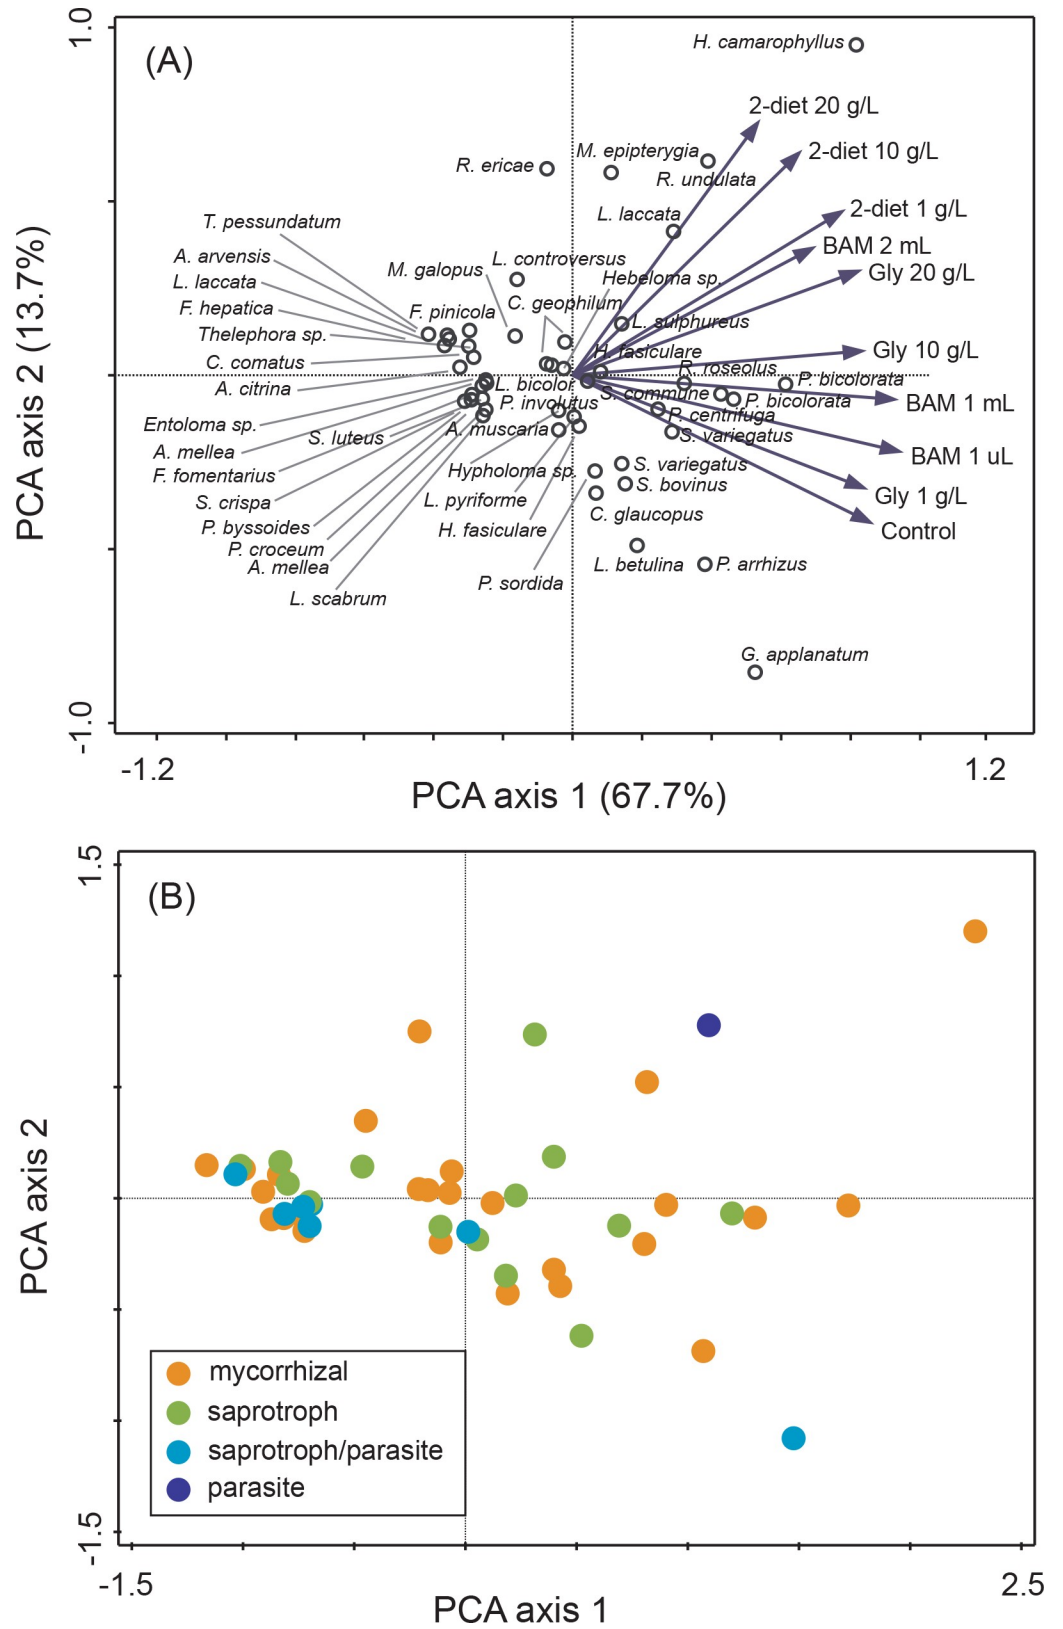 1.0
(A)
H. camarophyllus
2-diet 20 g/L
M. epipterygia
2-diet 10 g/L
R. ericae
R. undulata
T. pessundatum
L. laccata
2-diet 1 g/L
A. arvensis
L. controversus
BAM 2 mL
L. laccata
M. galopus
Hebeloma sp.
Gly 20 g/L
F. hepatica
F. pinicola
C. geophilum
Thelephora sp.
L. sulphureus
C. comatus
H. fasiculare
Gly 10 g/L
R. roseolus
A. citrina
L. bicolor
S. commune
P. bicolorata
P. involutus
P. bicolorata
BAM 1 mL
Entoloma sp.
P. centrifuga
S. luteus
A. muscaria
S. variegatus
A. mellea
BAM 1 uL
F. fomentarius
Hypholoma sp.
S. variegatus
S. crispa
L. pyriforme
S. bovinus
Gly 1 g/L
P. byssoides
H. fasiculare
C. glaucopus
Control
P. croceum
A. mellea
P. sordida
L. betulina
P. arrhizus
L. scabrum
G. applanatum
PCA axis 2 (13.7%)
-1.0
-1.2
1.2
PCA axis 1 (67.7%)
1.5
(B)
PCA axis 2
mycorrhizal
saprotroph
saprotroph/parasite
parasite
-1.5
-1.5
2.5
PCA axis 1